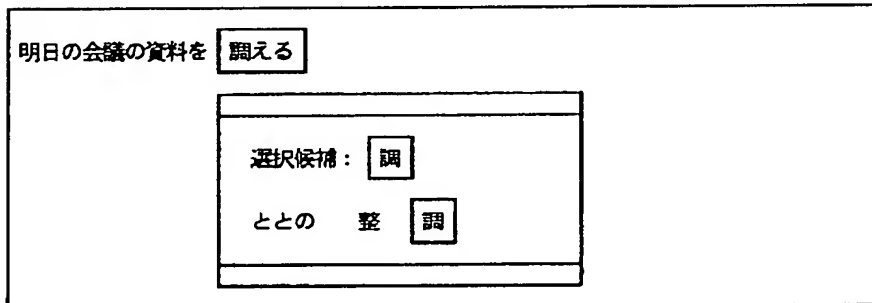 明日の会議の資料を 調える
選択候補： 調
ととの 整 調